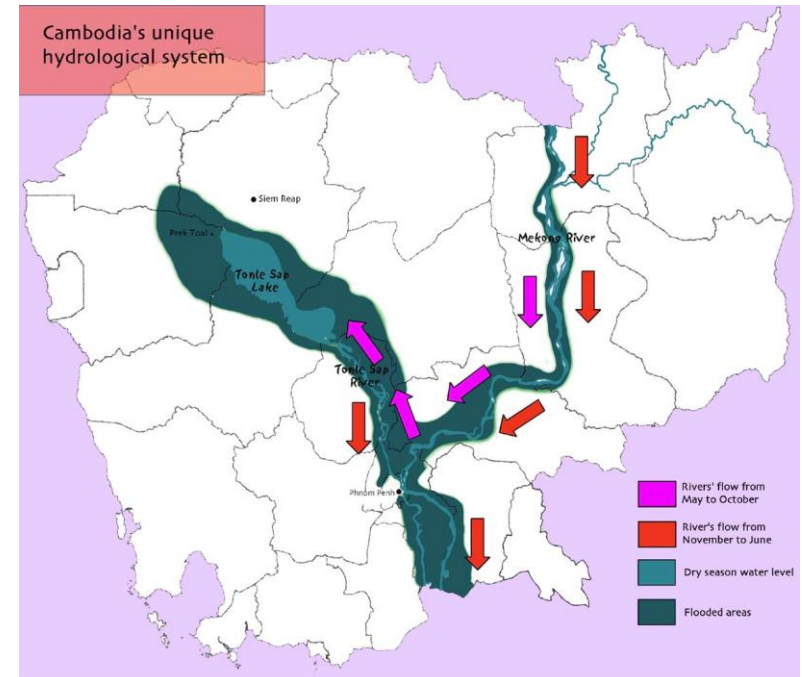 Cambodia's unique
hydrological system
Siem Reap
Prek Toal
Tonle Sap
Lake
Mekong River
Tonle Sap
River
Phnom Penh
Rivers' flow from
May to October
River's flow from
November to June
Dry season water level
Flooded areas